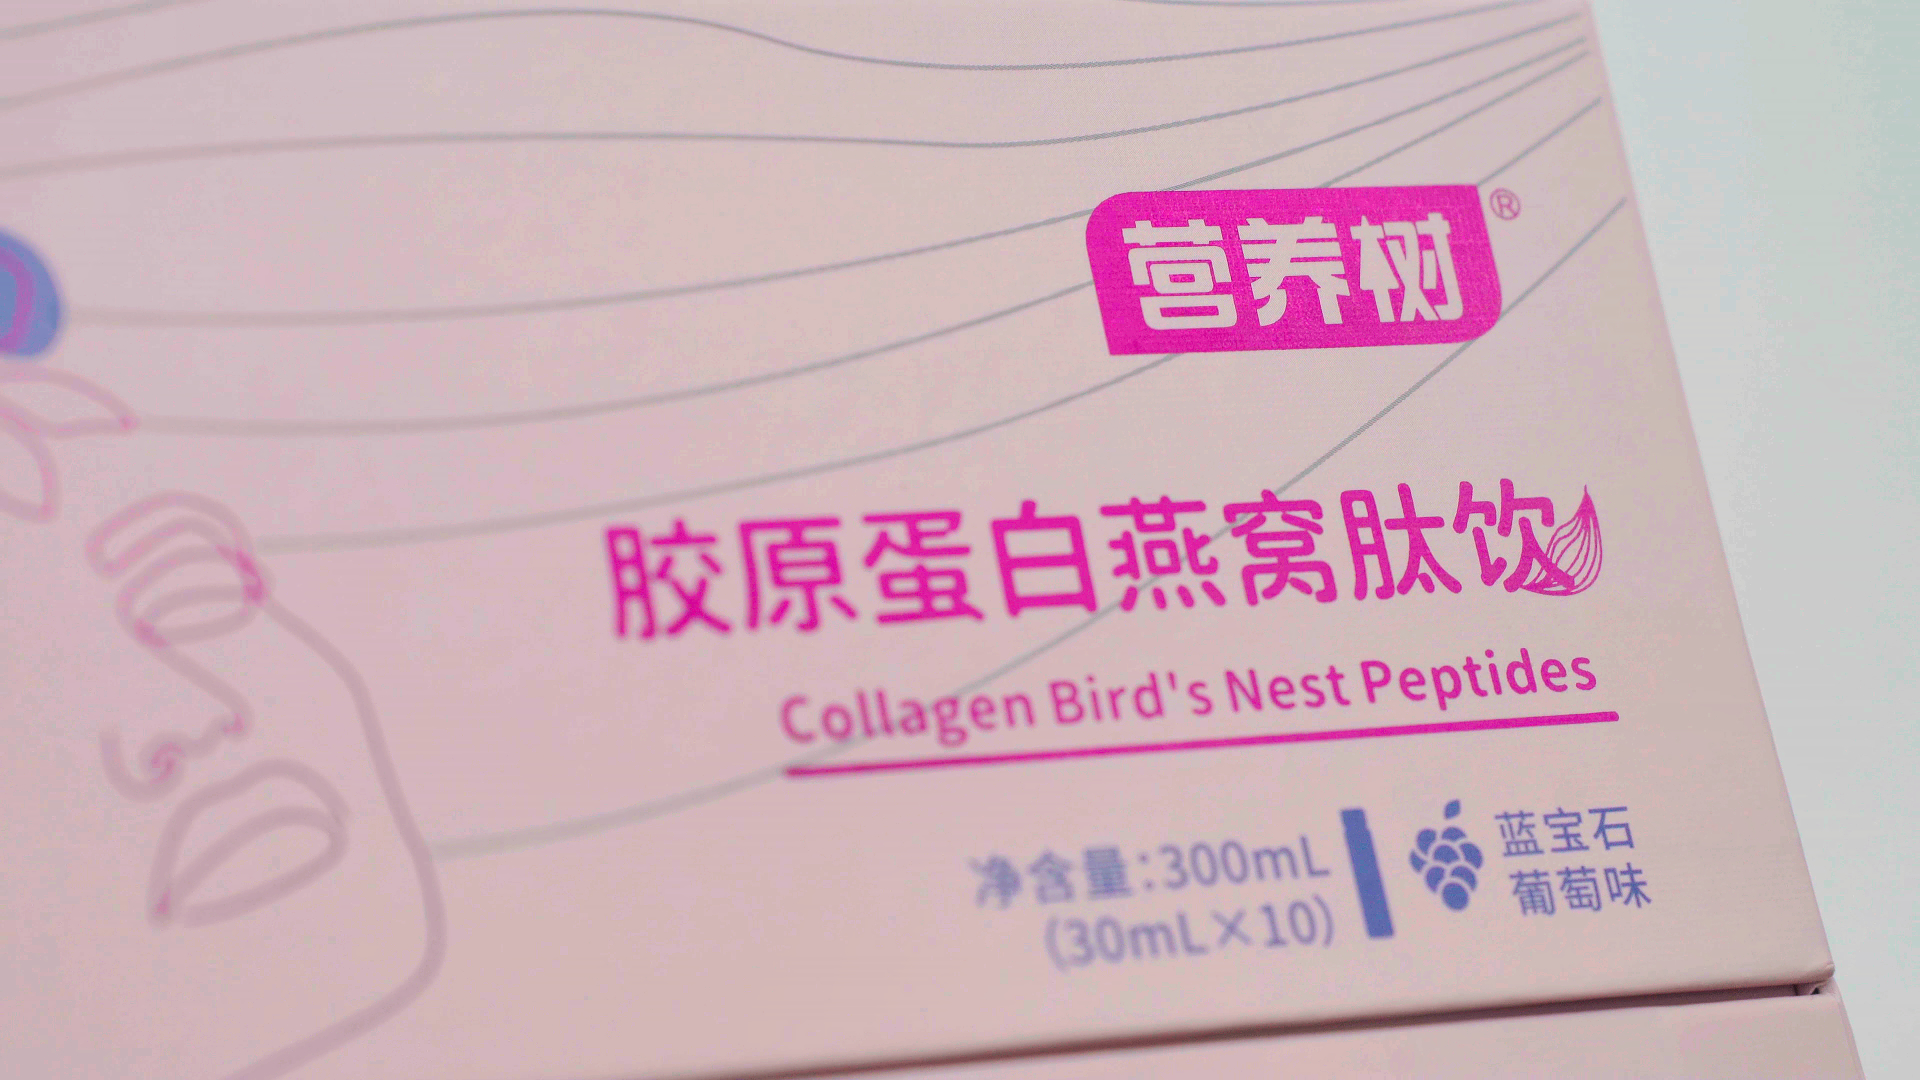 营养树®
胶原蛋白燕窝肽饮
Collagen Bird's Nest Peptides
净含量:300mL
(30mL×10)
蓝宝石
葡萄味